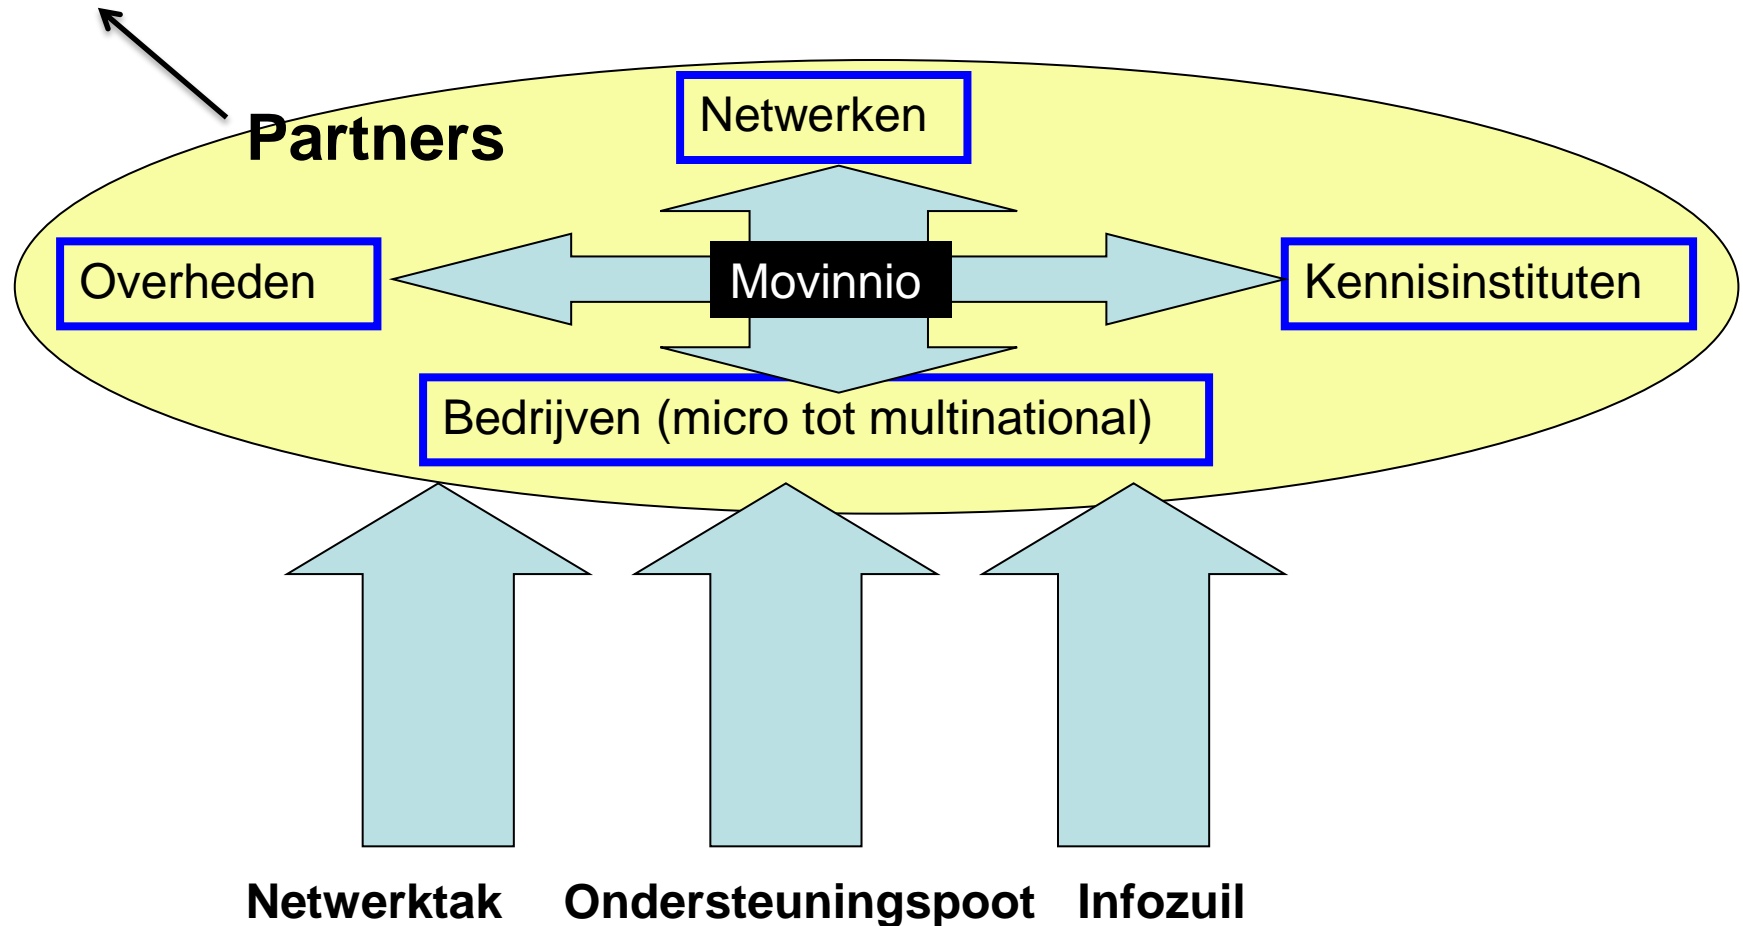 Partners
Netwerken
Overheden
Movinnio
Kennisinstituten
Bedrijven (micro tot multinational)
Netwerktak
Ondersteuningspoot
Infozuil